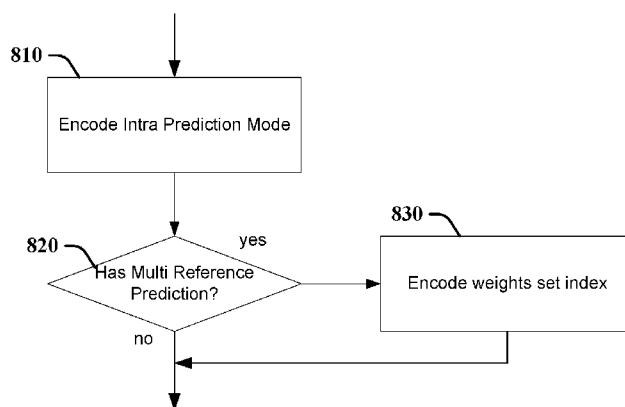 810
Encode Intra Prediction Mode
820
Has Multi Reference
Prediction?
yes
no
830
Encode weights set index